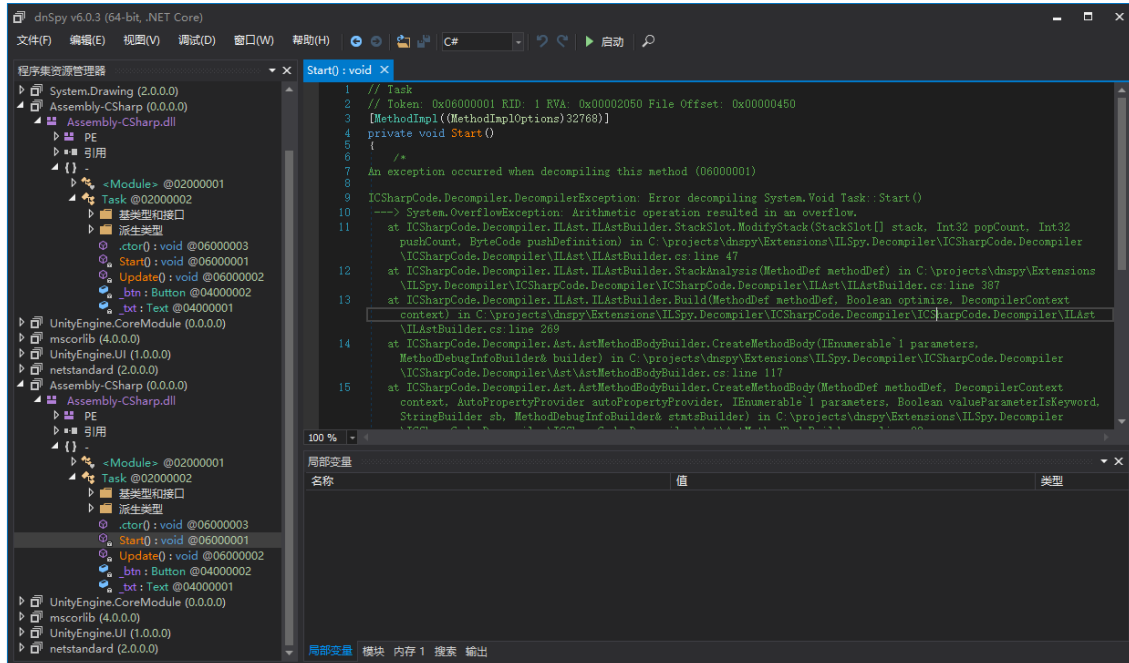 dnSpy v6.0.3 (64-bit, .NET Core)
文件(F) 编辑(E) 视图(V) 调试(D) 窗口(W) 帮助(H) C# 启动
程序集资源管理器
System.Drawing (2.0.0.0)
Assembly-CSharp (0.0.0.0)
Assembly-CSharp.dll
PE
引用
{} -
<Module> @02000001
Task @02000002
基类型和接口
派生类型
.ctor() : void @06000003
Start() : void @06000001
Update() : void @06000002
_btn : Button @04000002
_txt : Text @04000001
UnityEngine.CoreModule (0.0.0.0)
mscorlib (4.0.0.0)
UnityEngine.UI (1.0.0.0)
netstandard (2.0.0.0)
Assembly-CSharp (0.0.0.0)
Assembly-CSharp.dll
PE
引用
{} -
<Module> @02000001
Task @02000002
基类型和接口
派生类型
.ctor() : void @06000003
Start() : void @06000001
Update() : void @06000002
_btn : Button @04000002
_txt : Text @04000001
UnityEngine.CoreModule (0.0.0.0)
mscorlib (4.0.0.0)
UnityEngine.UI (1.0.0.0)
netstandard (2.0.0.0)
Start() : void
1 // Task
2 // Token: 0x06000001 RID: 1 RVA: 0x00002050 File Offset: 0x00000450
3 [MethodImpl((MethodImplOptions)32768)]
4 private void Start()
5 {
6 /*
7 An exception occurred when decompiling this method (06000001)
8
9 ICSharpCode.Decompiler.DecompilerException: Error decompiling System.Void Task::Start()
10 ---> System.OverflowException: Arithmetic operation resulted in an overflow.
11 at ICSharpCode.Decompiler.ILAst.ILAstBuilder.StackSlot.ModifyStack(StackSlot[] stack, Int32 popCount, Int32
pushCount, ByteCode pushDefinition) in C:\projects\dnspy\Extensions\ILSpy.Decompiler\ICSharpCode.Decompiler
\ICSharpCode.Decompiler\ILAst\ILAstBuilder.cs:line 47
12 at ICSharpCode.Decompiler.ILAst.ILAstBuilder.StackAnalysis(MethodDef methodDef) in C:\projects\dnspy\Extensions
\ILSpy.Decompiler\ICSharpCode.Decompiler\ICSharpCode.Decompiler\ILAst\ILAstBuilder.cs:line 387
13 at ICSharpCode.Decompiler.ILAst.ILAstBuilder.Build(MethodDef methodDef, Boolean optimize, DecompilerContext
context) in C:\projects\dnspy\Extensions\ILSpy.Decompiler\ICSharpCode.Decompiler\ICSharpCode.Decompiler\ILAst
\ILAstBuilder.cs:line 269
14 at ICSharpCode.Decompiler.Ast.AstMethodBodyBuilder.CreateMethodBody(IEnumerable`1 parameters,
MethodDebugInfoBuilder& builder) in C:\projects\dnspy\Extensions\ILSpy.Decompiler\ICSharpCode.Decompiler
\ICSharpCode.Decompiler\Ast\AstMethodBodyBuilder.cs:line 117
15 at ICSharpCode.Decompiler.Ast.AstMethodBodyBuilder.CreateMethodBody(MethodDef methodDef, DecompilerContext
context, AutoPropertyProvider autoPropertyProvider, IEnumerable`1 parameters, Boolean valueParameterIsKeyword,
StringBuilder sb, MethodDebugInfoBuilder& stmtsBuilder) in C:\projects\dnspy\Extensions\ILSpy.Decompiler
100 %
局部变量
名称 值 类型
局部变量 模块 内存 1 搜索 输出